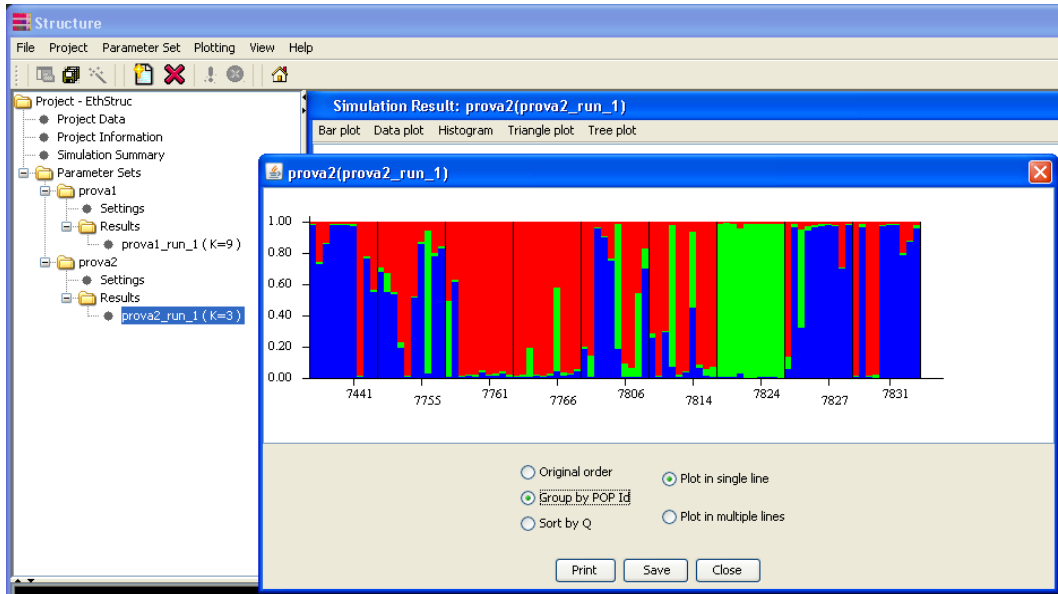 Structure
File Project Parameter Set Plotting View Help
Project - EthStruc
Project Data
Project Information
Simulation Summary
Parameter Sets
prova1
Settings
Results
prova1_run_1 ( K=9 )
prova2
Settings
Results
prova2_run_1 ( K=3 )
Simulation Result: prova2(prova2_run_1)
Bar plot Data plot Histogram Triangle plot Tree plot
prova2(prova2_run_1)
1.00
0.80
0.60
0.40
0.20
0.00
7441 7755 7761 7766 7806 7814 7824 7827 7831
Original order
Group by POP Id
Sort by Q
Plot in single line
Plot in multiple lines
Print Save Close